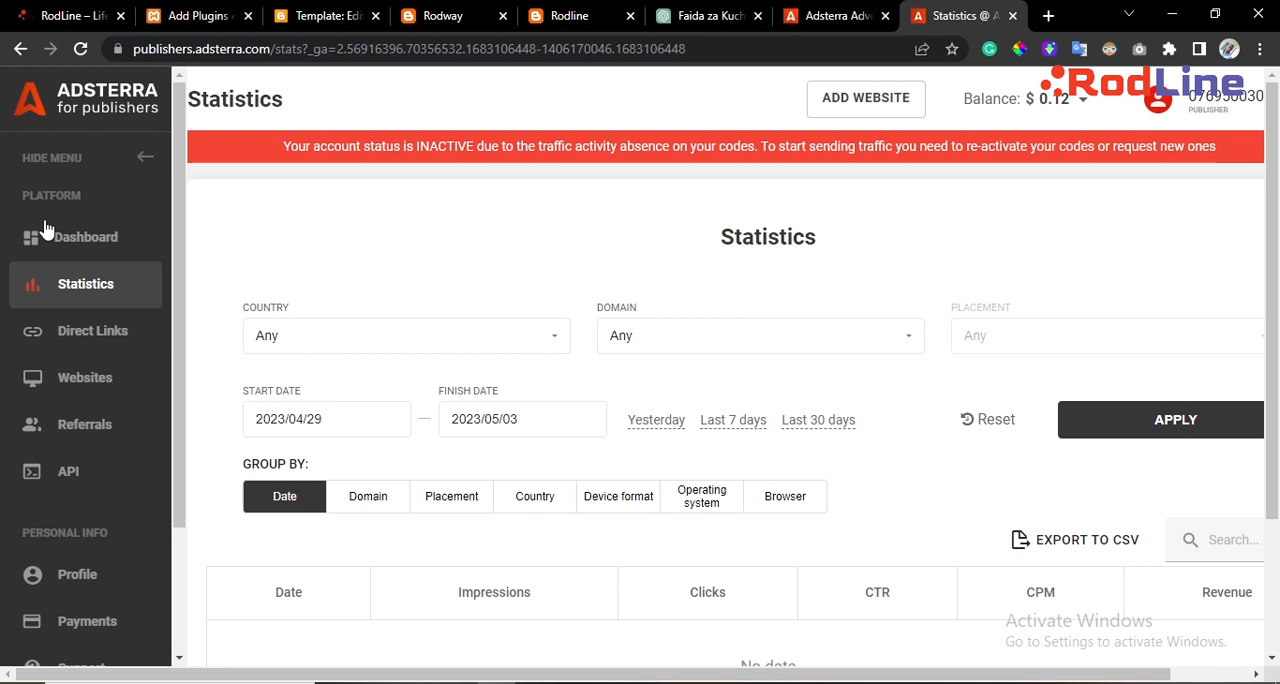 RodLine – Life
Add Plugins
Template: Edi
Rodway
Rodline
Faida za Kuch
Adsterra Adve
Statistics @ A
publishers.adsterra.com/stats?_ga=2.56916396.70356532.1683106448-1406170046.1683106448
ADSTERRA
for publishers
Statistics
ADD WEBSITE
Balance: $ 0.12
RodLine
076950030
PUBLISHER
HIDE MENU
Your account status is INACTIVE due to the traffic activity absence on your codes. To start sending traffic you need to re-activate your codes or request new ones
PLATFORM
Dashboard
Statistics
Direct Links
Websites
Referrals
API
PERSONAL INFO
Profile
Payments
Support
Statistics
COUNTRY
DOMAIN
PLACEMENT
Any
Any
Any
START DATE
FINISH DATE
2023/04/29
—
2023/05/03
Yesterday
Last 7 days
Last 30 days
Reset
APPLY
GROUP BY:
Date
Domain
Placement
Country
Device format
Operating
system
Browser
EXPORT TO CSV
Search...
Date
Impressions
Clicks
CTR
CPM
Revenue
No data
Activate Windows
Go to Settings to activate Windows.